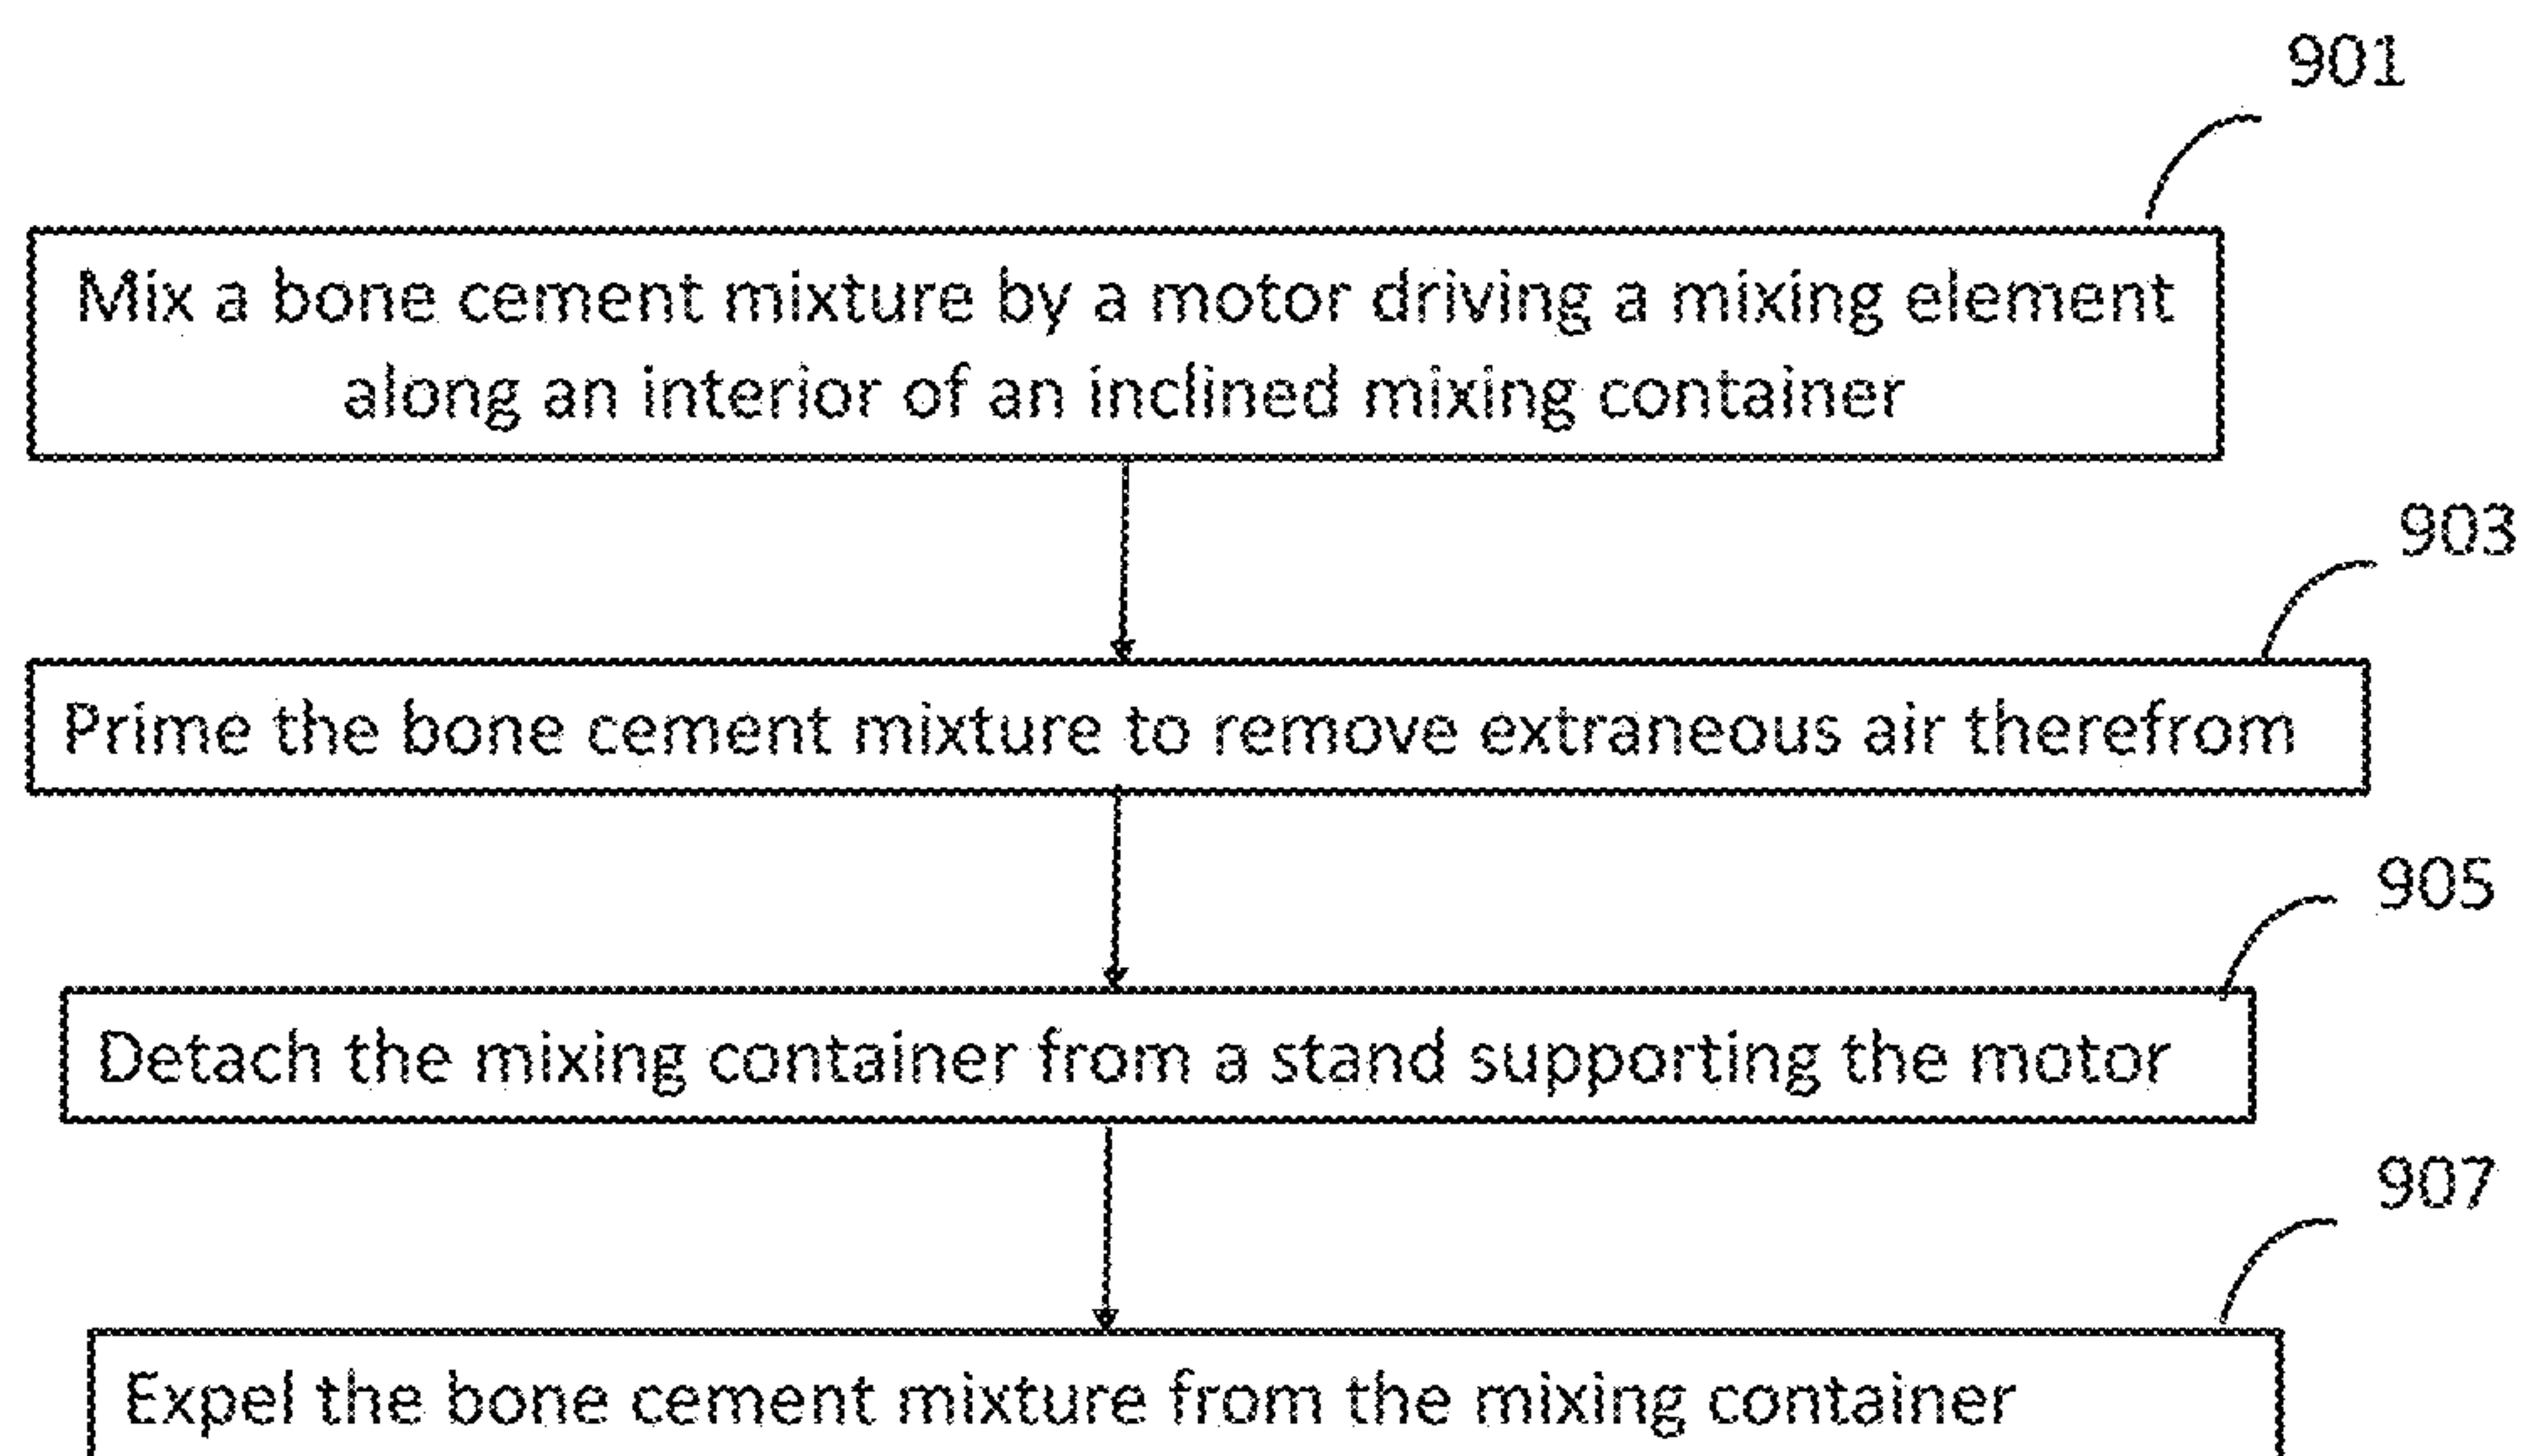 901
Mix a bone cement mixture by a motor driving a mixing element
along an interior of an inclined mixing container
903
Prime the bone cement mixture to remove extraneous air therefrom
905
Detach the mixing container from a stand supporting the motor
907
Expel the bone cement mixture from the mixing container